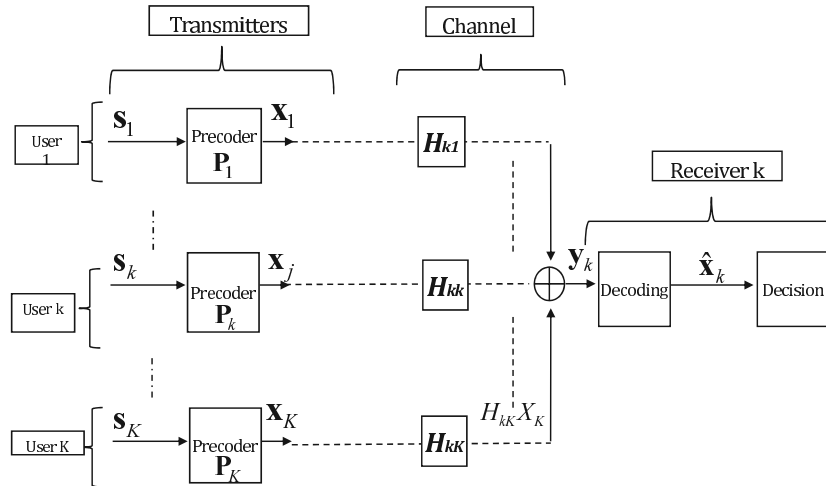 Transmitters
Channel
User
1
s1
Precoder
P1
x1
Hk1
Receiver k
User k
sk
Precoder
Pk
xj
Hkk
yk
Decoding
x̂k
Decision
User K
sK
Precoder
PK
xK
HkK
HkKXK